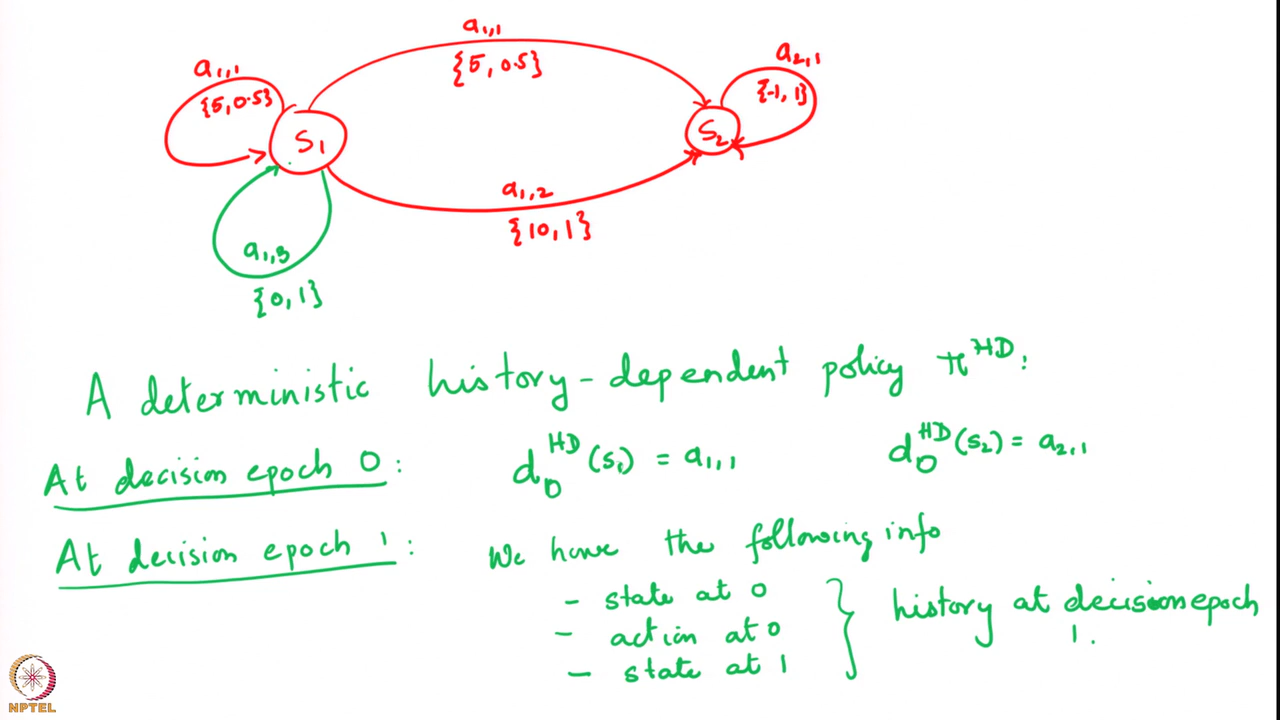 a₁,₁
{5, 0.5}
a₂,₁
{-1, 1}
a₁,₁
{5, 0.5}
S₁
S₂
a₁,₂
{10, 1}
a₁,₃
{0, 1}
A deterministic history-dependent policy π^HD:
At decision epoch 0: d₀^HD(s₁) = a₁,₁ d₀^HD(s₂) = a₂,₁
At decision epoch 1: We have the following info
- state at 0
- action at 0
- state at 1
} history at decision epoch
1.
NPTEL